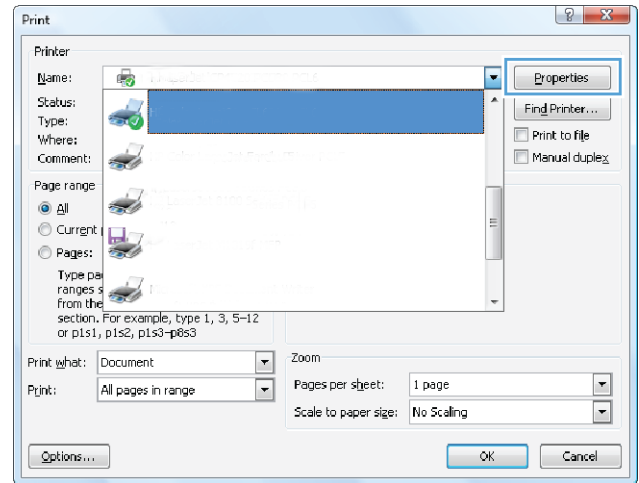 Print
Printer
Name:
Properties
Status:
Find Printer...
Type:
Where:
Print to file
Comment:
Manual duplex
Page range
All
Current
Pages:
Type
ranges
from the
section. For example, type 1, 3, 5–12
or p1s1, p1s2, p1s3–p8s3
Print what: Document
Zoom
Print: All pages in range
Pages per sheet: 1 page
Scale to paper size: No Scaling
Options...
OK
Cancel